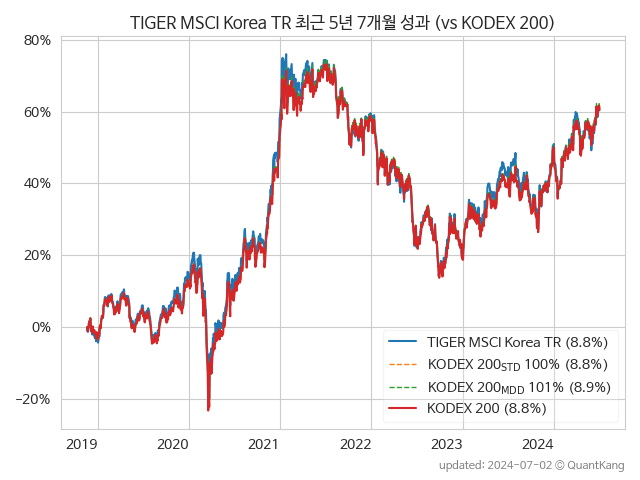 TIGER MSCI Korea TR 최근 5년 7개월 성과 (vs KODEX 200)
80%
60%
40%
20%
0%
−20%
TIGER MSCI Korea TR (8.8%)
KODEX 200STD 100% (8.8%)
KODEX 200MDD 101% (8.9%)
KODEX 200 (8.8%)
2019 2020 2021 2022 2023 2024
updated: 2024-07-02 © QuantKang